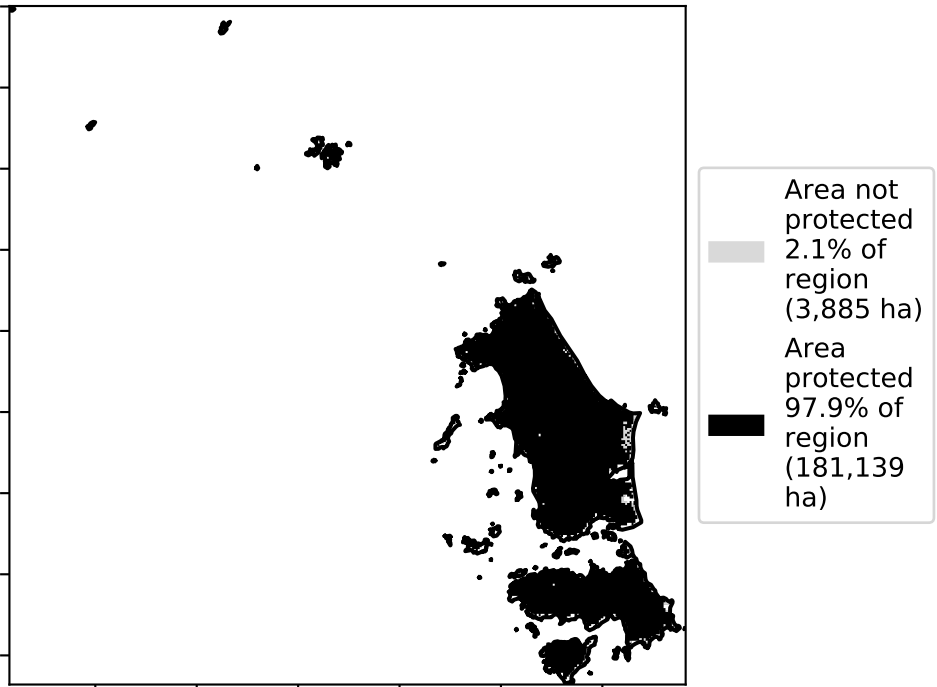 Area not
protected
2.1% of
region
(3,885 ha)
Area
protected
97.9% of
region
(181,139
ha)